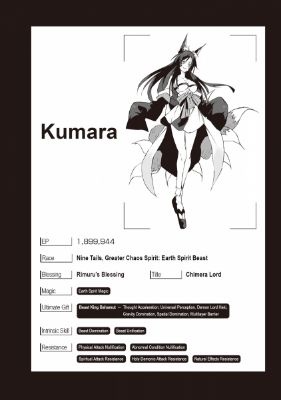 Kumara
EP 1,899,944
Race Nine Tails, Greater Chaos Spirit: Earth Spirit Beast
Blessing Rimuru's Blessing Title Chimera Lord
Magic Earth Spirit Magic
Ultimate Gift Beast King Bahamut — Thought Acceleration, Universal Perception, Demon Lord Haki,
Gravity Domination, Spatial Domination, Multilayer Barrier
Intrinsic Skill Beast Domination Beast Unification
Resistance Physical Attack Nullification Abnormal Condition Nullification
Spiritual Attack Resistance Holy-Demonic Attack Resistance Natural Effects Resistance